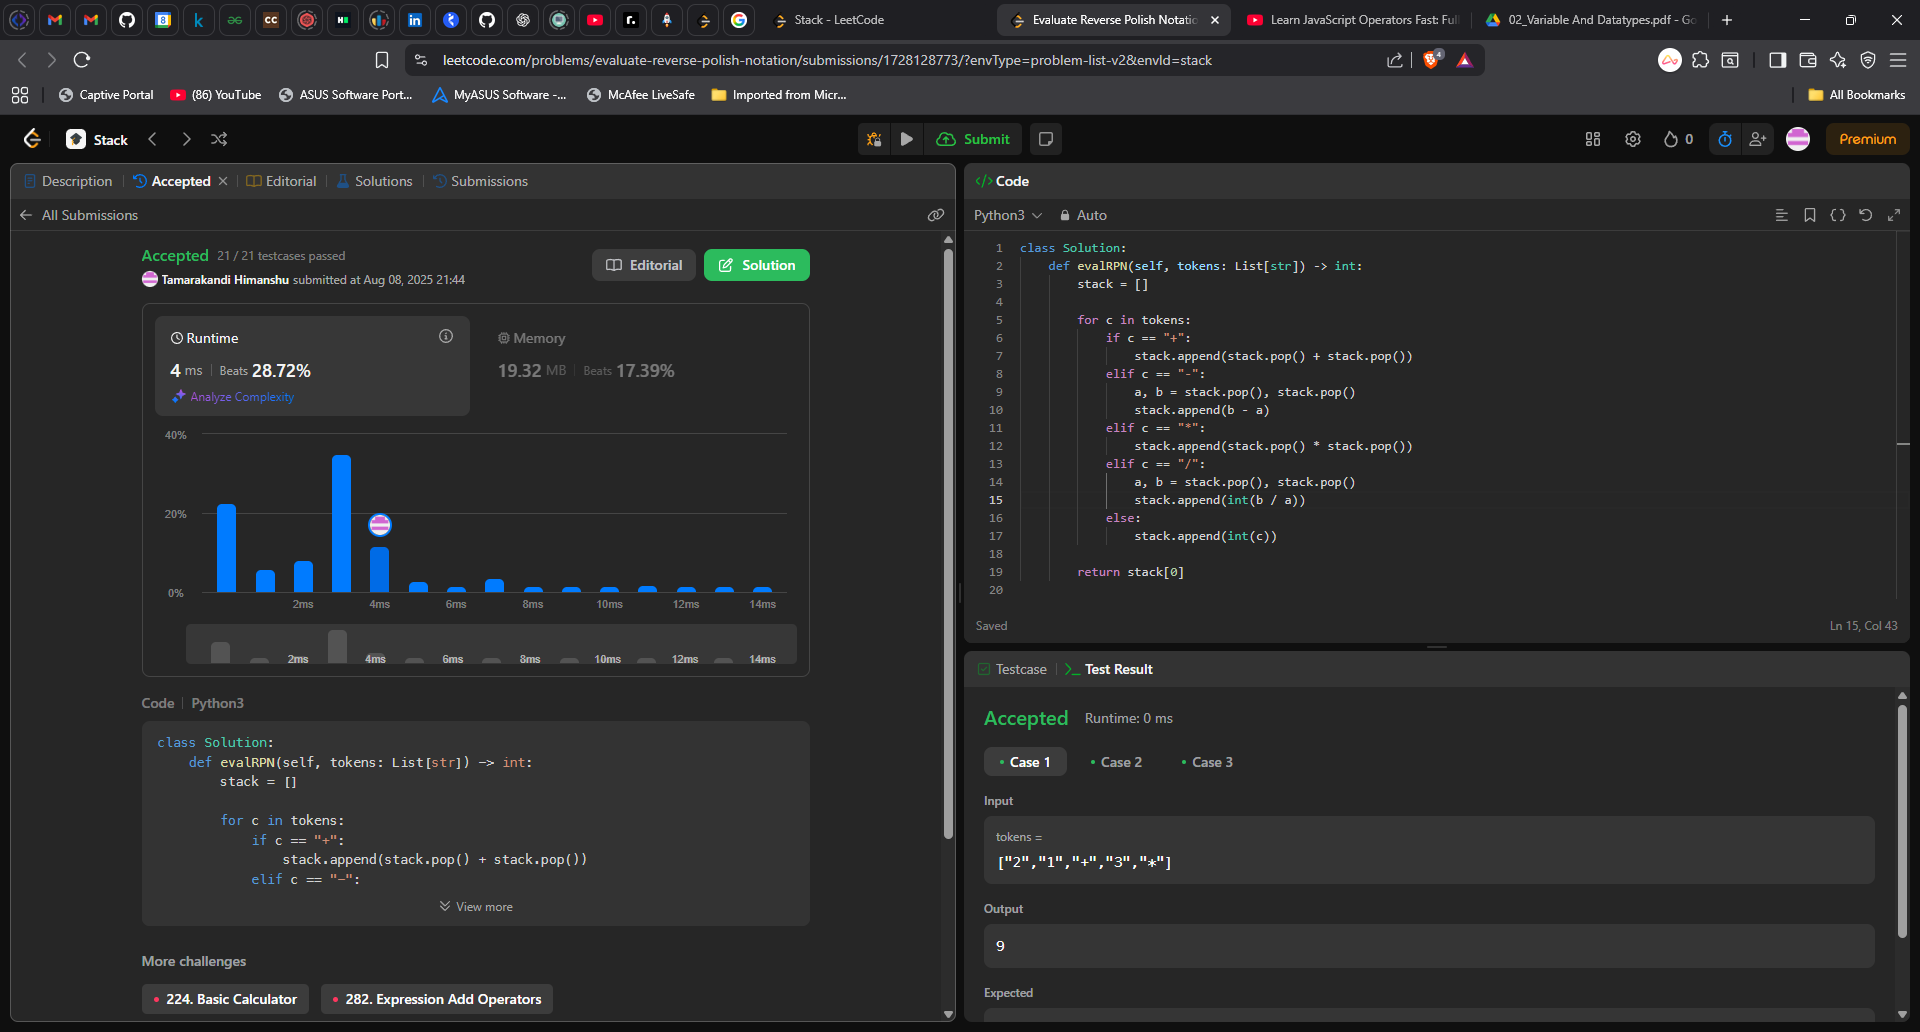 Stack - LeetCode
Evaluate Reverse Polish Notatio
Learn JavaScript Operators Fast: Full
02_Variable And Datatypes.pdf - Go
leetcode.com/problems/evaluate-reverse-polish-notation/submissions/1728128773/?envType=problem-list-v2&envId=stack
4
Captive Portal
(86) YouTube
ASUS Software Port...
MyASUS Software -...
McAfee LiveSafe
Imported from Micr...
All Bookmarks
Stack
Submit
0
Premium
Description
Accepted
Editorial
Solutions
Submissions
All Submissions
Accepted 21 / 21 testcases passed
Tamarakandi Himanshu submitted at Aug 08, 2025 21:44
Editorial
Solution
Runtime
4 ms Beats 28.72%
Analyze Complexity
Memory
19.32 MB Beats 17.39%
40%
20%
0%
2ms 4ms 6ms 8ms 10ms 12ms 14ms
2ms 4ms 6ms 8ms 10ms 12ms 14ms
Code Python3
class Solution:
def evalRPN(self, tokens: List[str]) -> int:
stack = []
for c in tokens:
if c == "+":
stack.append(stack.pop() + stack.pop())
elif c == "-":
View more
More challenges
224. Basic Calculator
282. Expression Add Operators
</> Code
Python3 Auto
1 class Solution:
2 def evalRPN(self, tokens: List[str]) -> int:
3 stack = []
4
5 for c in tokens:
6 if c == "+":
7 stack.append(stack.pop() + stack.pop())
8 elif c == "-":
9 a, b = stack.pop(), stack.pop()
10 stack.append(b - a)
11 elif c == "*":
12 stack.append(stack.pop() * stack.pop())
13 elif c == "/":
14 a, b = stack.pop(), stack.pop()
15 stack.append(int(b / a))
16 else:
17 stack.append(int(c))
18
19 return stack[0]
20
Saved
Ln 15, Col 43
Testcase
Test Result
Accepted Runtime: 0 ms
Case 1
Case 2
Case 3
Input
tokens =
["2","1","+","3","*"]
Output
9
Expected